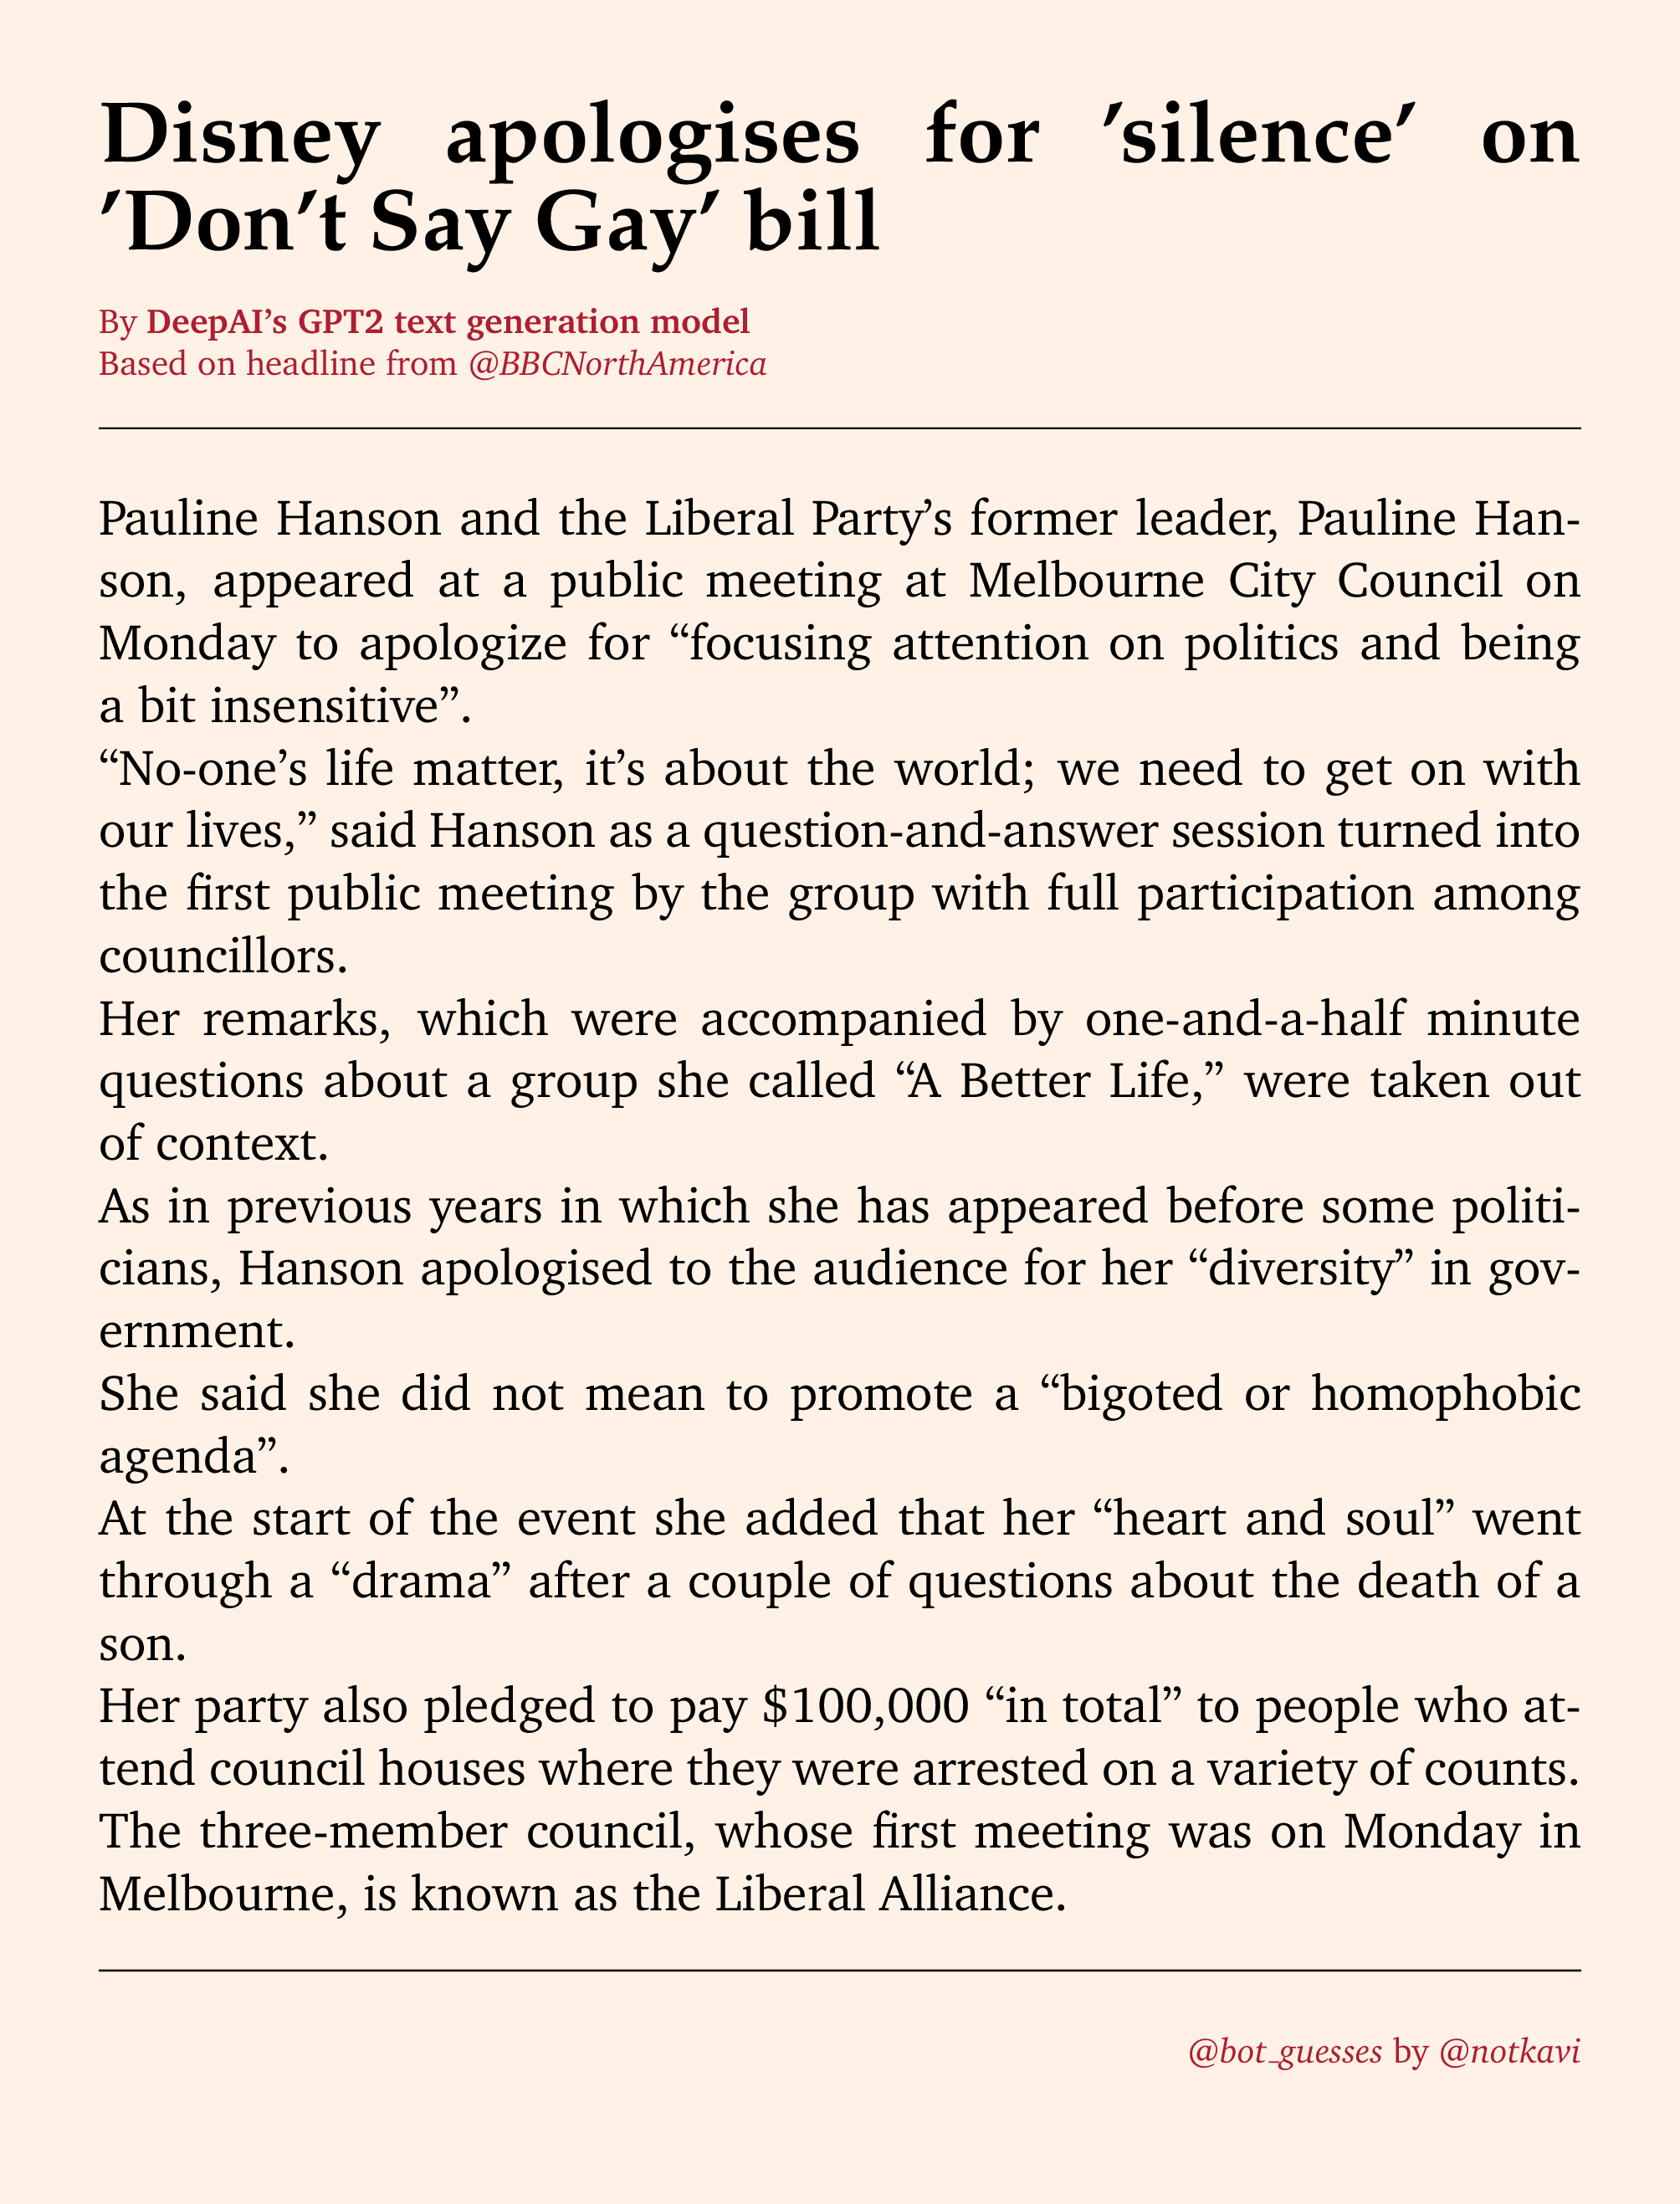 Disney apologises for ’silence’ on
’Don’t Say Gay’ bill
By DeepAI’s GPT2 text generation model
Based on headline from @BBCNorthAmerica
Pauline Hanson and the Liberal Party’s former leader, Pauline Han-
son, appeared at a public meeting at Melbourne City Council on
Monday to apologize for “focusing attention on politics and being
a bit insensitive”.
“No-one’s life matter, it’s about the world; we need to get on with
our lives,” said Hanson as a question-and-answer session turned into
the first public meeting by the group with full participation among
councillors.
Her remarks, which were accompanied by one-and-a-half minute
questions about a group she called “A Better Life,” were taken out
of context.
As in previous years in which she has appeared before some politi-
cians, Hanson apologised to the audience for her “diversity” in gov-
ernment.
She said she did not mean to promote a “bigoted or homophobic
agenda”.
At the start of the event she added that her “heart and soul” went
through a “drama” after a couple of questions about the death of a
son.
Her party also pledged to pay $100,000 “in total” to people who at-
tend council houses where they were arrested on a variety of counts.
The three-member council, whose first meeting was on Monday in
Melbourne, is known as the Liberal Alliance.
@bot_guesses by @notkavi